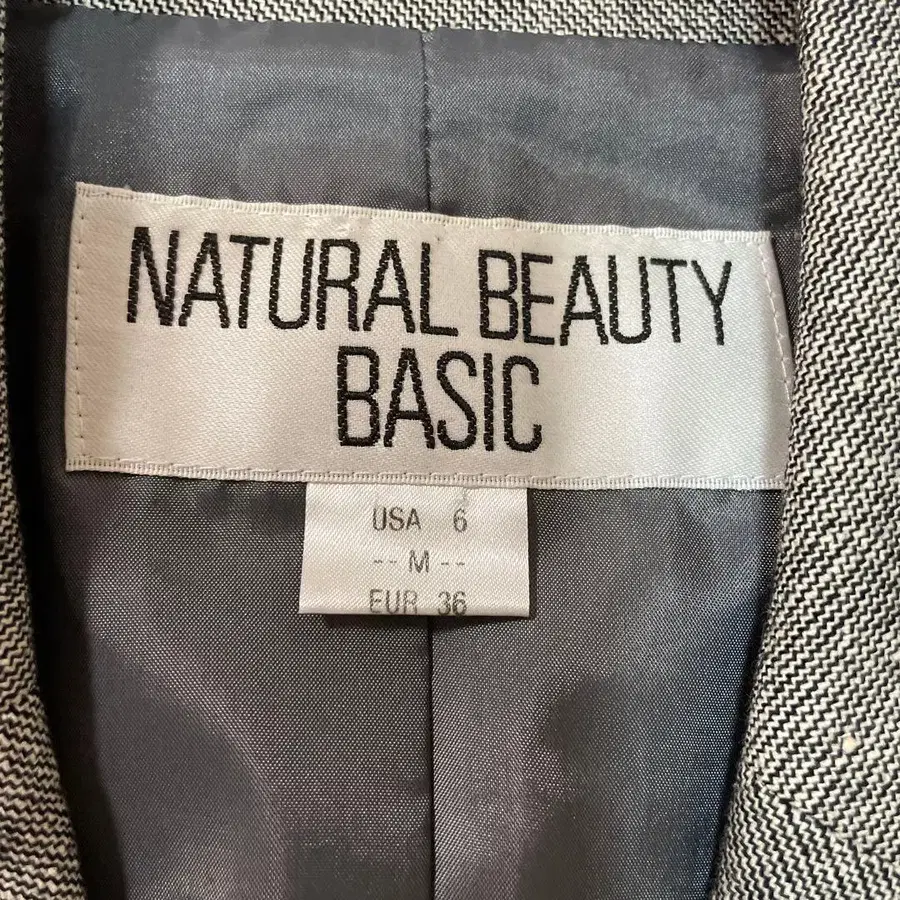 NATURAL BEAUTY
BASIC
USA 6
-- M --
EUR 36